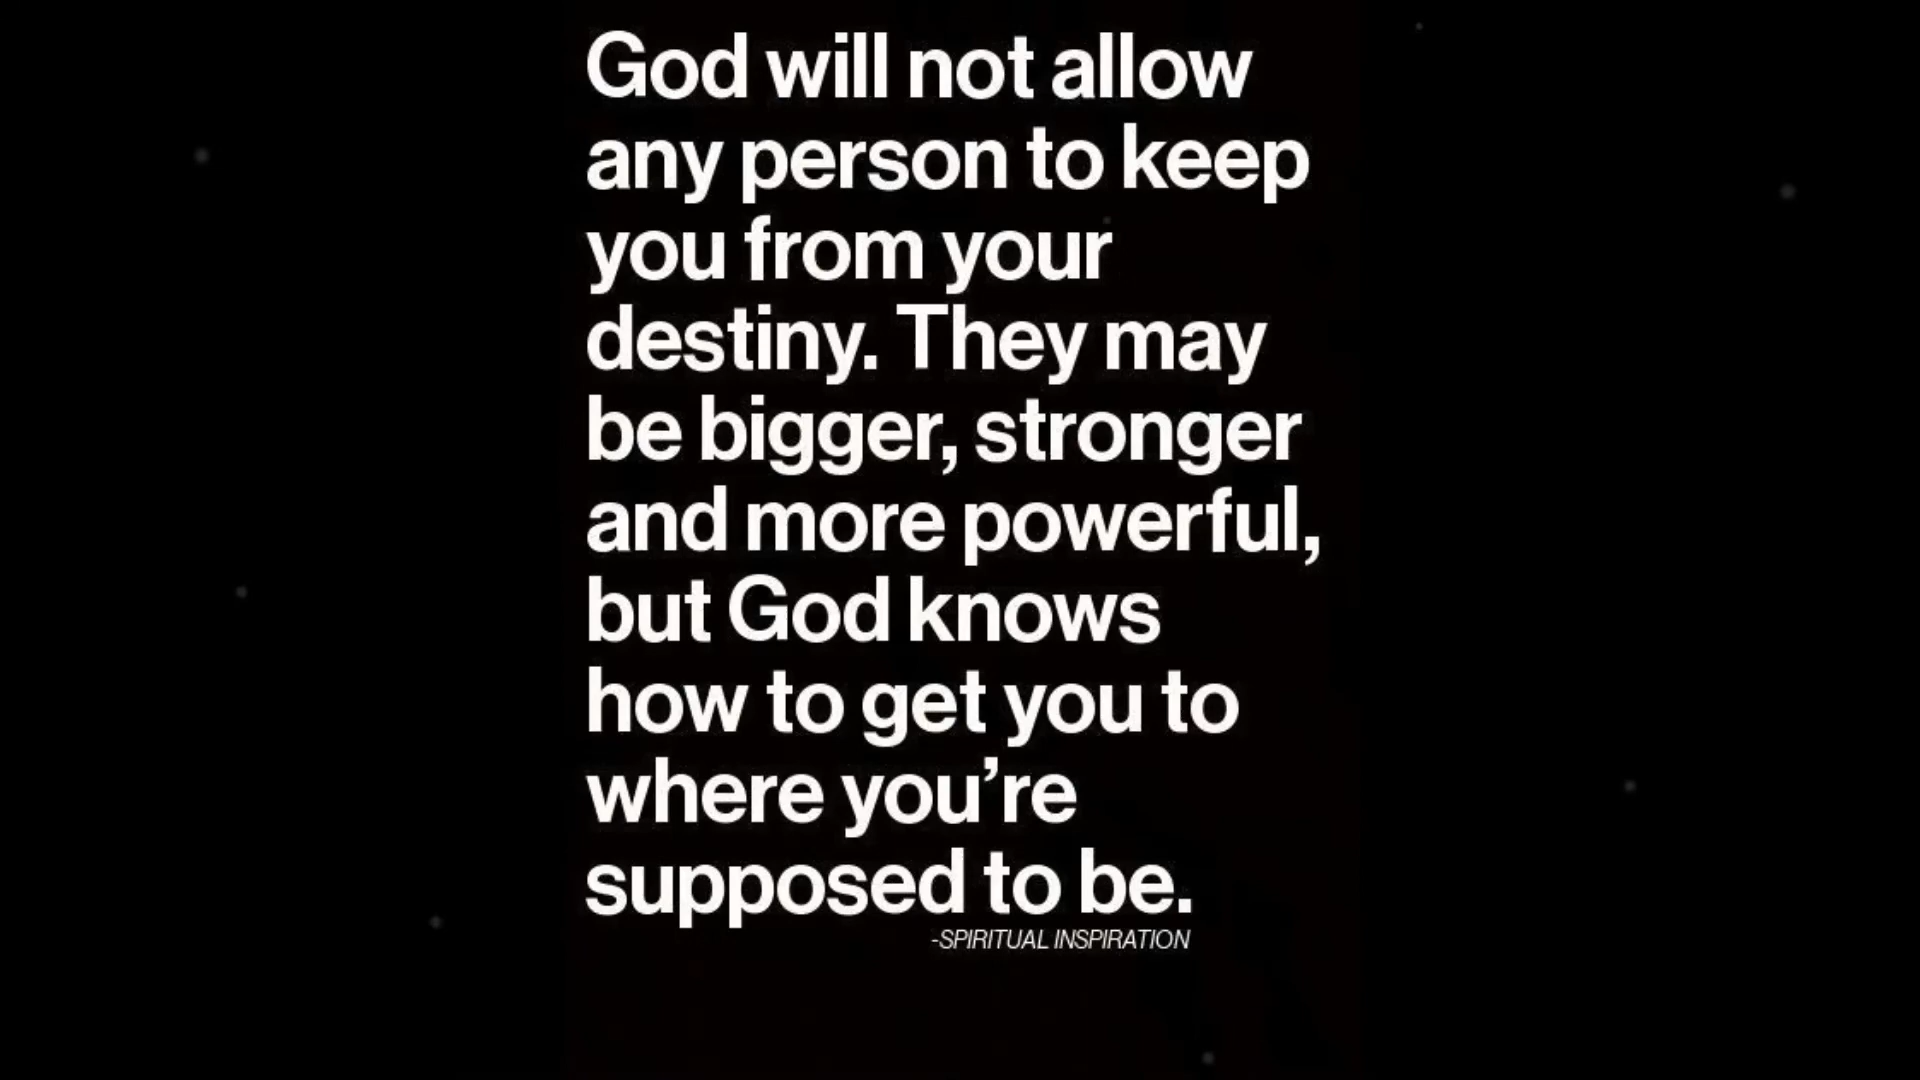 God will not allow
any person to keep
you from your
destiny. They may
be bigger, stronger
and more powerful,
but God knows
how to get you to
where you’re
supposed to be.
-SPIRITUAL INSPIRATION